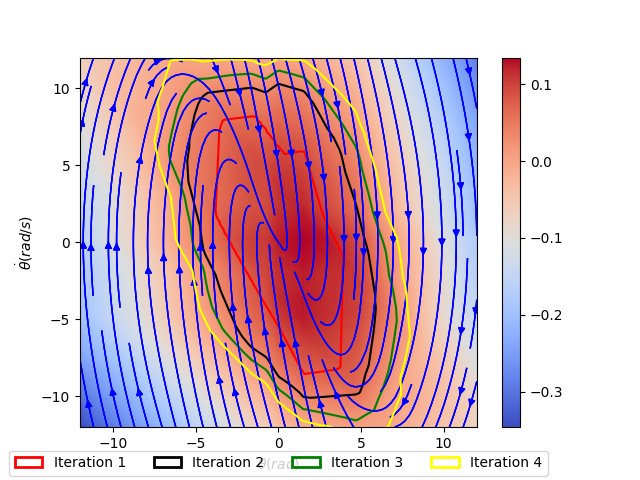 10
5
0
−5
−10
θ̇(rad/s)
−10
−5
0
5
10
θ(rad)
0.1
0.0
−0.1
−0.2
−0.3
Iteration 1
Iteration 2
Iteration 3
Iteration 4